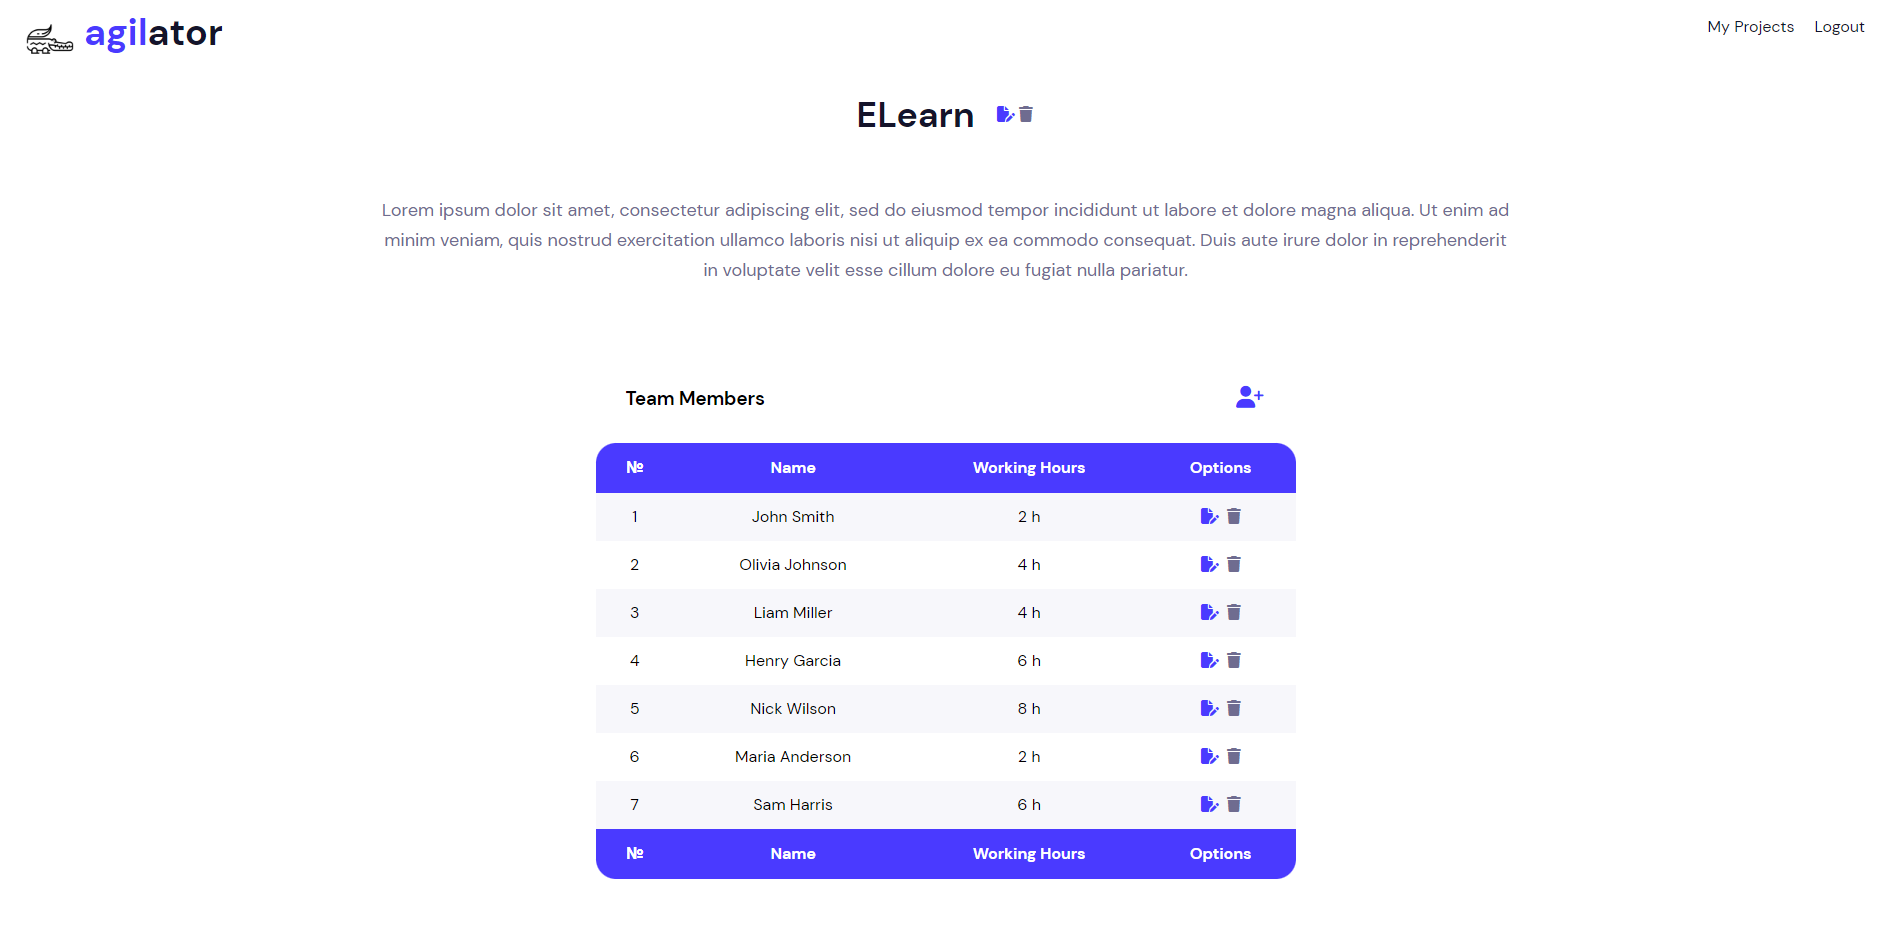 agilator
My Projects Logout
ELearn
Lorem ipsum dolor sit amet, consectetur adipiscing elit, sed do eiusmod tempor incididunt ut labore et dolore magna aliqua. Ut enim ad
minim veniam, quis nostrud exercitation ullamco laboris nisi ut aliquip ex ea commodo consequat. Duis aute irure dolor in reprehenderit
in voluptate velit esse cillum dolore eu fugiat nulla pariatur.
Team Members
№ Name Working Hours Options
1 John Smith 2 h
2 Olivia Johnson 4 h
3 Liam Miller 4 h
4 Henry Garcia 6 h
5 Nick Wilson 8 h
6 Maria Anderson 2 h
7 Sam Harris 6 h
№ Name Working Hours Options